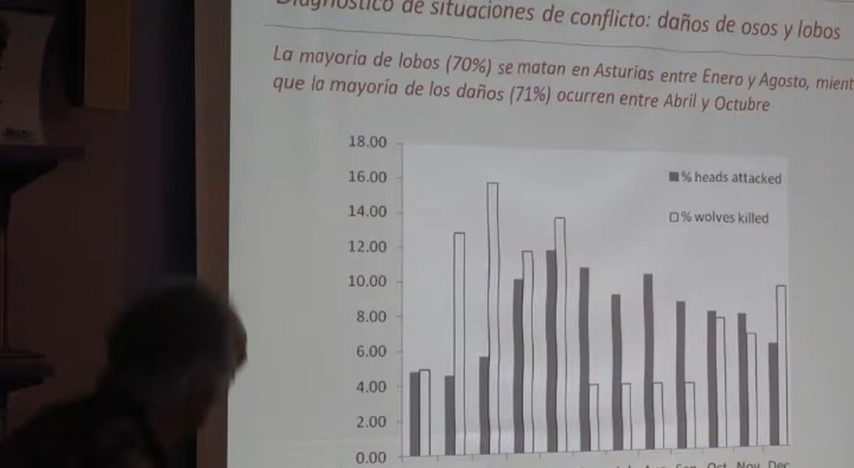 Diagnóstico de situaciones de conflicto: daños de osos y lobos
La mayoría de lobos (70%) se matan en Asturias entre Enero y Agosto, mient
que la mayoría de los daños (71%) ocurren entre Abril y Octubre
18.00
16.00
14.00
12.00
10.00
8.00
6.00
4.00
2.00
0.00
% heads attacked
% wolves killed
Sep Oct Nov Dec